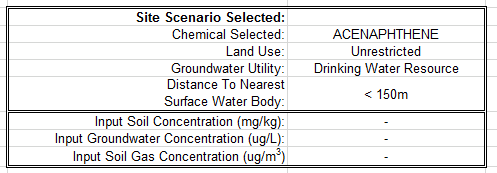 Site Scenario Selected:
Chemical Selected: ACENAPHTHENE
Land Use: Unrestricted
Groundwater Utility: Drinking Water Resource
Distance To Nearest
Surface Water Body: < 150m
Input Soil Concentration (mg/kg): -
Input Groundwater Concentration (ug/L): -
Input Soil Gas Concentration (ug/m³) -